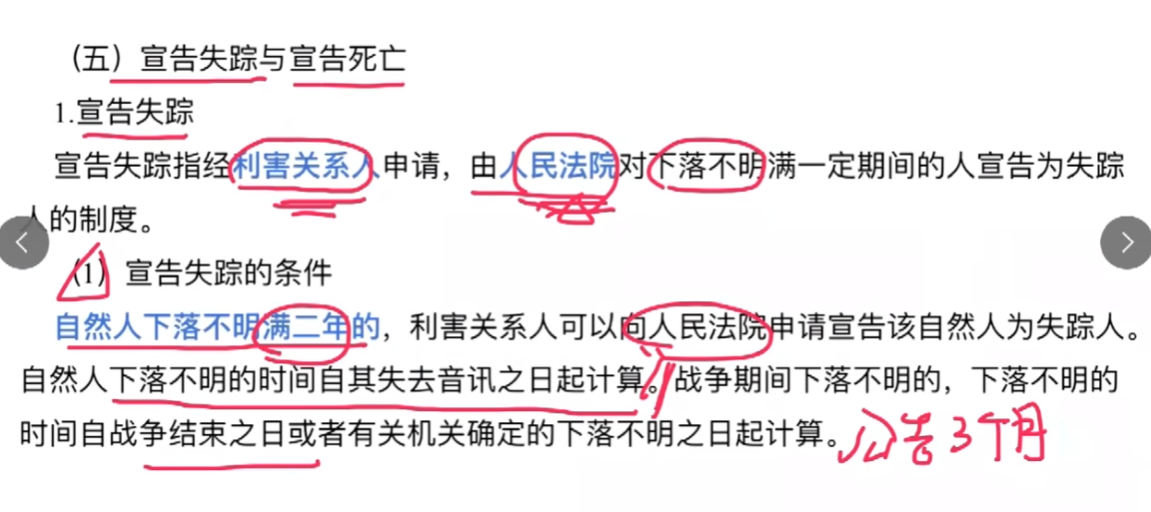 （五）宣告失踪与宣告死亡
1.宣告失踪
宣告失踪指经利害关系人申请，由人民法院对下落不明满一定期间的人宣告为失踪
人的制度。
（1）宣告失踪的条件
自然人下落不明满二年的，利害关系人可以向人民法院申请宣告该自然人为失踪人。
自然人下落不明的时间自其失去音讯之日起计算。战争期间下落不明的，下落不明的
时间自战争结束之日或者有关机关确定的下落不明之日起计算。公告3个月